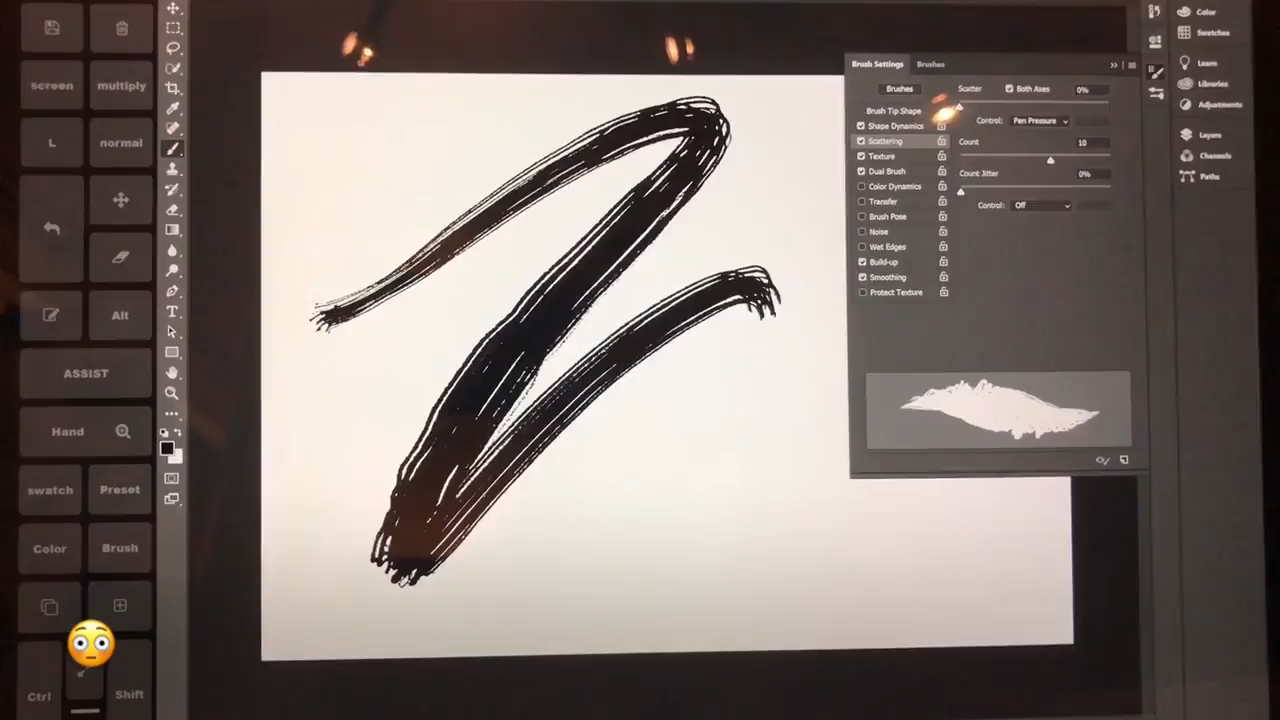 screen
multiply
L
normal
Alt
ASSIST
Hand
swatch
Preset
Color
Brush
Ctrl
Shift
T
Brush Settings
Brushes
Brushes
Brush Tip Shape
Shape Dynamics
Scattering
Texture
Dual Brush
Color Dynamics
Transfer
Brush Pose
Noise
Wet Edges
Build-up
Smoothing
Protect Texture
Scatter
Both Axes
0%
Control: Pen Pressure
Count
10
Count Jitter
0%
Control: Off
Color
Swatches
Learn
Libraries
Adjustments
Layers
Channels
Paths